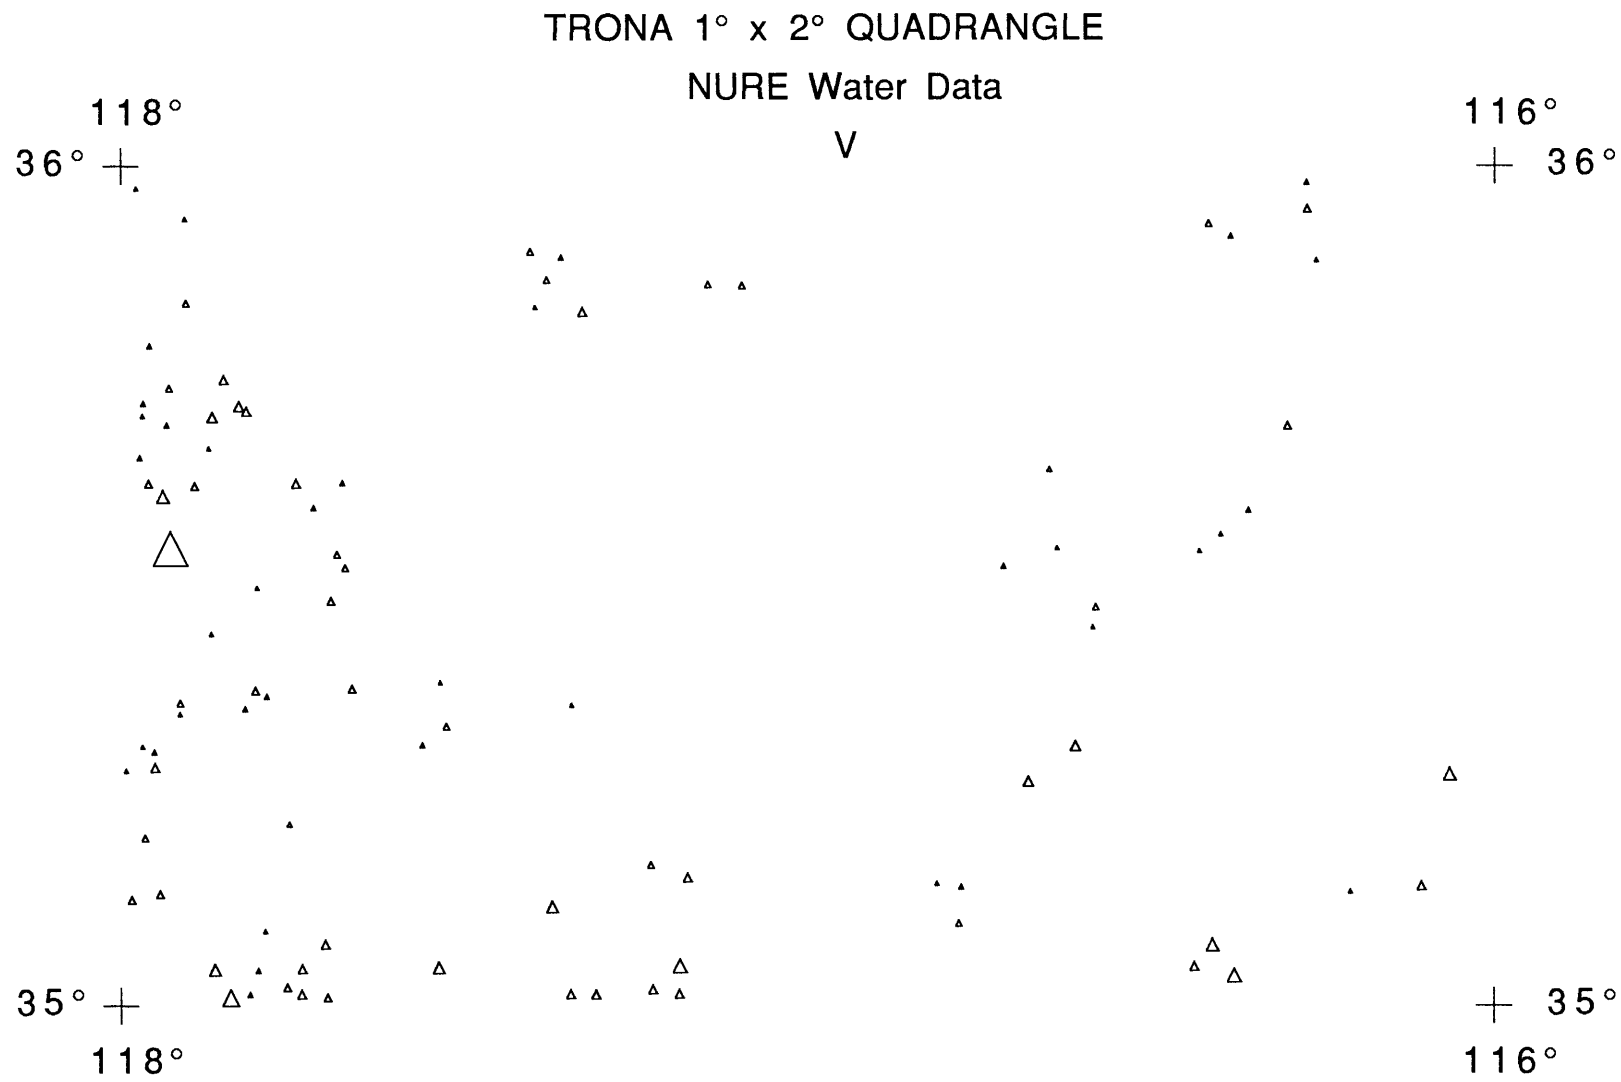 TRONA 1° x 2° QUADRANGLE
NURE Water Data
V
118°
116°
36°
36°
35°
35°
118°
116°